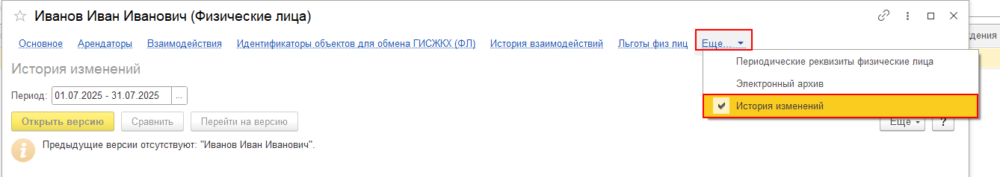 Иванов Иван Иванович (Физические лица)
Основное Арендаторы Взаимодействия Идентификаторы объектов для обмена ГИСЖКХ (ФЛ) История взаимодействий Льготы физ лиц Еще...
ждения
Периодические реквизиты физические лица
Электронный архив
История изменений
История изменений
Период: 01.07.2025 - 31.07.2025 ...
Открыть версию Сравнить Перейти на версию Еще ?
Предыдущие версии отсутствуют: "Иванов Иван Иванович".